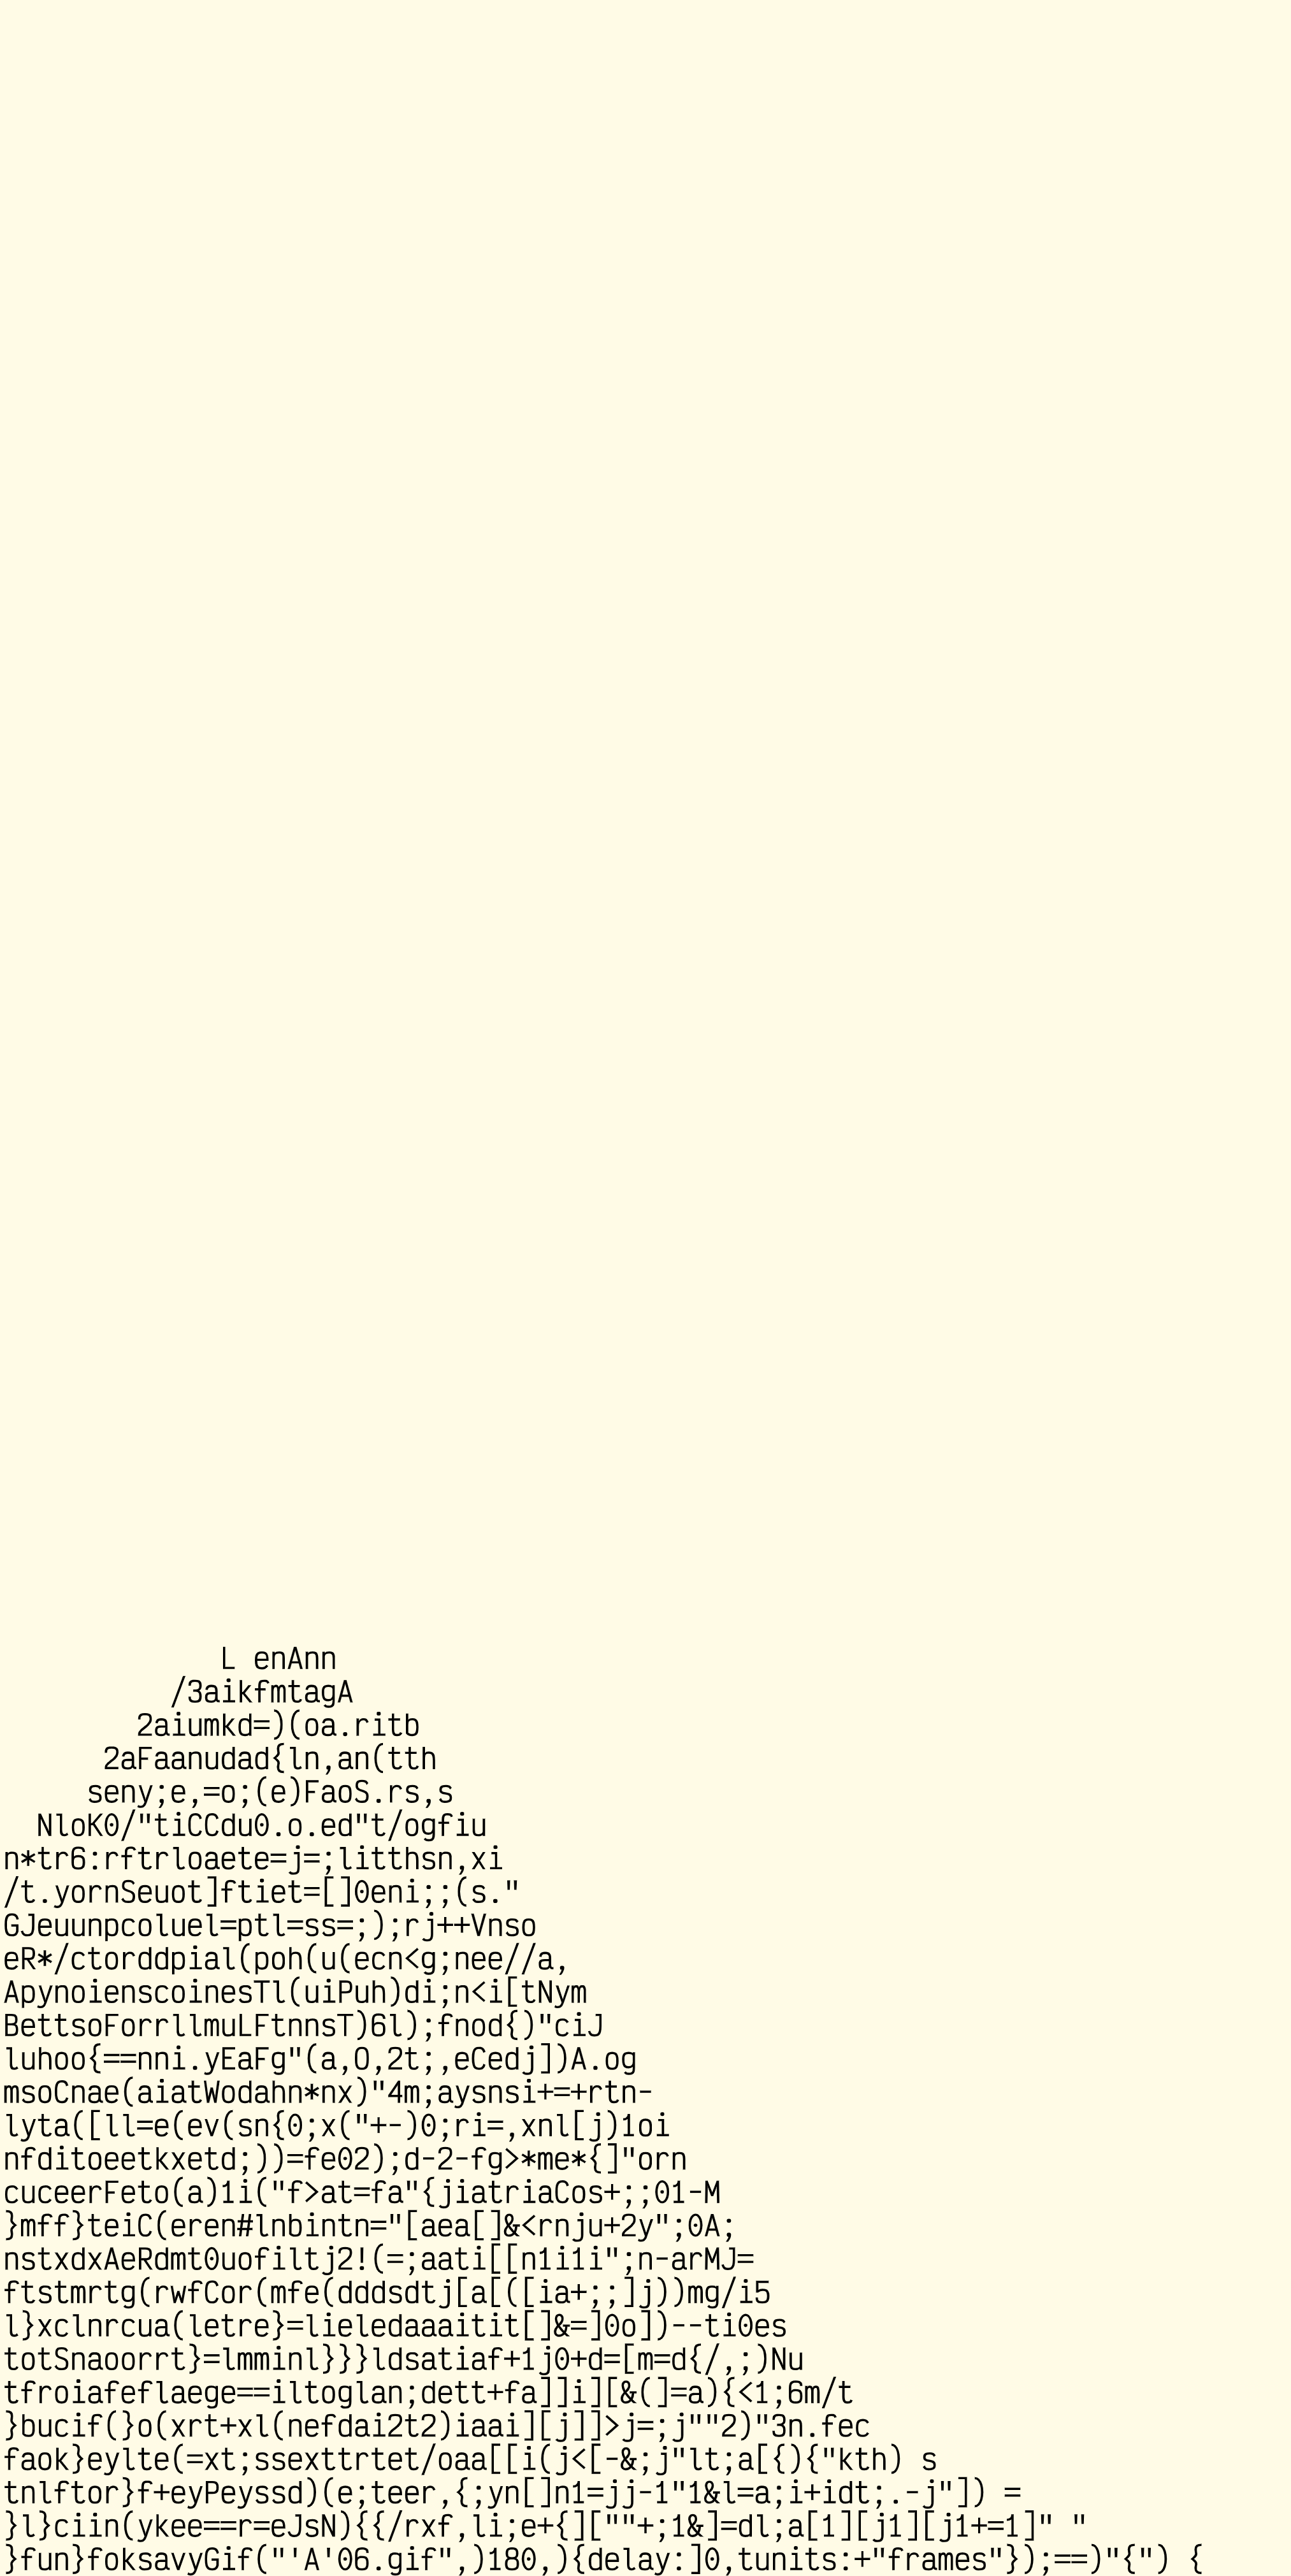 L enAnn
/3aikfmtagA
2aiumkd=)(oa.ritb
2aFaanudad{ln,an(tth
seny;e,=o;(e)FaoS.rs,s
NloK0/"tiCCdu0.o.ed"t/ogfiu
n*tr6:rftrloaete=j=;litthsn,xi
/t.yornSeuot]ftiet=[]0eni;;(s."
GJeuunpcoluel=ptl=ss=;);rj++Vnso
eR*/ctorddpial(poh(u(ecn<g;nee//a,
ApynoienscoinesTl(uiPuh)di;n<i[tNym
BettsoForrllmuLFtnnsT)6l);fnod{)"ciJ
luhoo{==nni.yEaFg"(a,O,2t;,eCedj])A.og
msoCnae(aiatWodahn*nx)"4m;aysnsi+=+rtn-
lyta([ll=e(ev(sn{0;x("+-)0;ri=,xnl[j)1oi
nfditoeetkxetd;))=fe02);d-2-fg>*me*{]"orn
cuceerFeto(a)1i("f>at=fa"{jiatriaCos+;;01-M
}mff}teiC(eren#lnbintn="[aea[]&<rnju+2y";0A;
nstxdxAeRdmt0uofiltj2!(=;aati[[n1i1i";n-arMJ=
ftstmrtg(rwfCor(mfe(dddsdtj[a[([ia+;;]j))mg/i5
l}xclnrcua(letre}=lieledaaaitit[]&=]0o])--ti0es
totSnaoorrt}=lmminl}}}ldsatiaf+1j0+d=[m=d{/,;)Nu
tfroiafeflaege==iltoglan;dett+fa]]i][&(]=a){<1;6m/t
}bucif(}o(xrt+xl(nefdai2t2)iaai][j]]>j=;j""2)"3n.fec
faok}eylte(=xt;ssexttrtet/oaa[[i(j<[-&;j"lt;a[{){"kth) s
tnlftor}f+eyPeyssd)(e;teer,{;yn[]n1=jj-1"1&l=a;i+idt;.-j"]) =
}l}ciin(ykee==r=eJsN){{/rxf,li;e+{][""+;1&]=dl;a[1][j1][j1+=1]" "
}fun}foksavyGif("'A'06.gif",)180,){delay:]0,tunits:+"frames"});==)"{") {